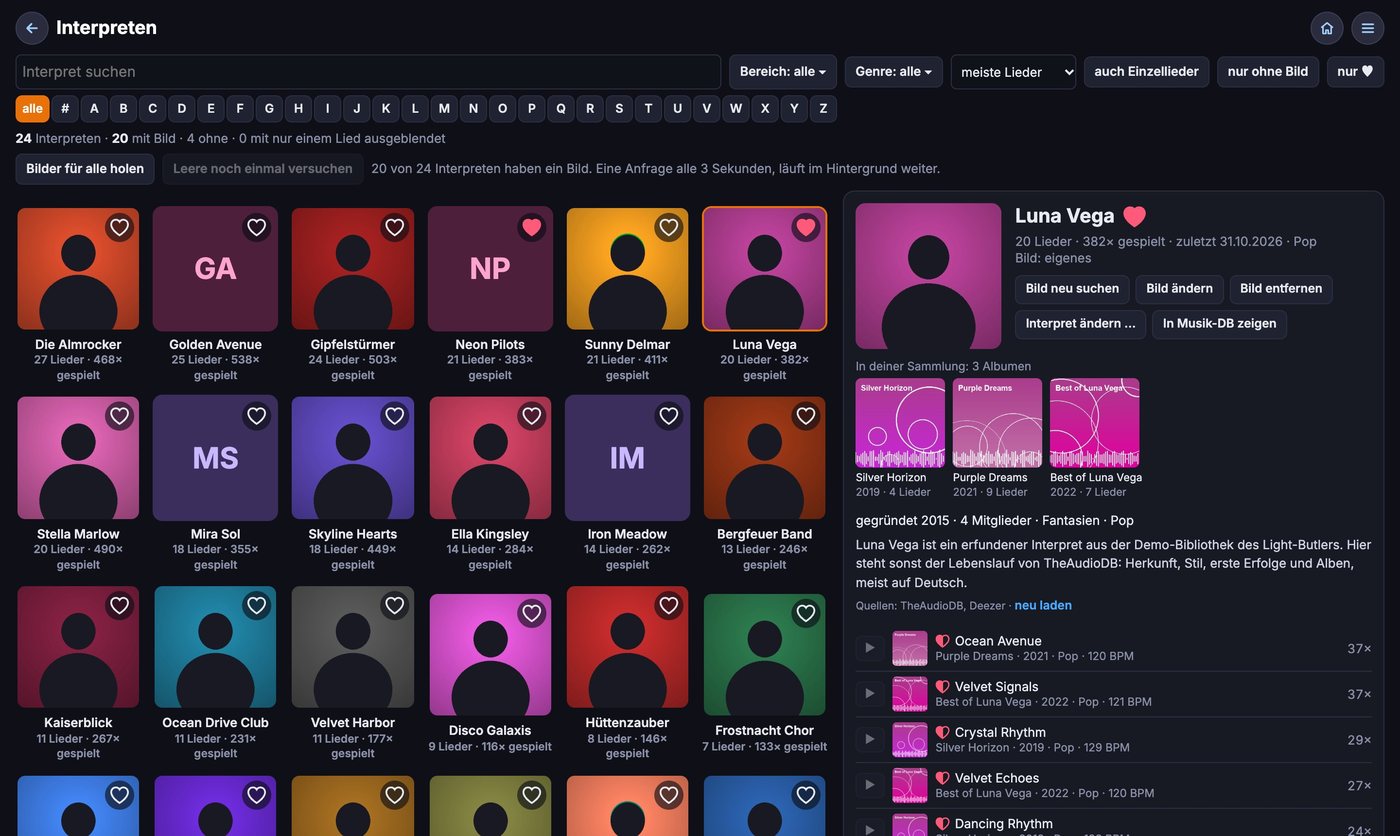 Interpreten
Interpret suchen
Bereich: alle
Genre: alle
meiste Lieder
auch Einzellieder
nur ohne Bild
nur ♥
alle # A B C D E F G H I J K L M N O P Q R S T U V W X Y Z
24 Interpreten · 20 mit Bild · 4 ohne · 0 mit nur einem Lied ausgeblendet
Bilder für alle holen
Leere noch einmal versuchen
20 von 24 Interpreten haben ein Bild. Eine Anfrage alle 3 Sekunden, läuft im Hintergrund weiter.
Die Almrocker
27 Lieder · 468×
gespielt
GA
Golden Avenue
25 Lieder · 538×
gespielt
Gipfelstürmer
24 Lieder · 503×
gespielt
NP
Neon Pilots
21 Lieder · 383×
gespielt
Sunny Delmar
21 Lieder · 411×
gespielt
Luna Vega
20 Lieder · 382×
gespielt
Stella Marlow
20 Lieder · 490×
gespielt
MS
Mira Sol
18 Lieder · 355×
gespielt
Skyline Hearts
18 Lieder · 449×
gespielt
Ella Kingsley
14 Lieder · 284×
gespielt
IM
Iron Meadow
14 Lieder · 262×
gespielt
Bergfeuer Band
13 Lieder · 246×
gespielt
Kaiserblick
11 Lieder · 267×
gespielt
Ocean Drive Club
11 Lieder · 231×
gespielt
Velvet Harbor
11 Lieder · 177×
gespielt
Disco Galaxis
9 Lieder · 116× gespielt
Hüttenzauber
8 Lieder · 146×
gespielt
Frostnacht Chor
7 Lieder · 133× gespielt
Luna Vega
20 Lieder · 382× gespielt · zuletzt 31.10.2026 · Pop
Bild: eigenes
Bild neu suchen
Bild ändern
Bild entfernen
Interpret ändern ...
In Musik-DB zeigen
In deiner Sammlung: 3 Albumen
Silver Horizon
Purple Dreams
Best of Luna Vega
Silver Horizon
2019 · 4 Lieder
Purple Dreams
2021 · 9 Lieder
Best of Luna Vega
2022 · 7 Lieder
gegründet 2015 · 4 Mitglieder · Fantasien · Pop
Luna Vega ist ein erfundener Interpret aus der Demo-Bibliothek des Light-Butlers. Hier
steht sonst der Lebenslauf von TheAudioDB: Herkunft, Stil, erste Erfolge und Alben,
meist auf Deutsch.
Quellen: TheAudioDB, Deezer · neu laden
Ocean Avenue
Purple Dreams · 2021 · Pop · 120 BPM
37×
Velvet Signals
Best of Luna Vega · 2022 · Pop · 121 BPM
37×
Crystal Rhythm
Silver Horizon · 2019 · Pop · 129 BPM
29×
Velvet Echoes
Best of Luna Vega · 2022 · Pop · 120 BPM
27×
Dancing Rhythm
24×